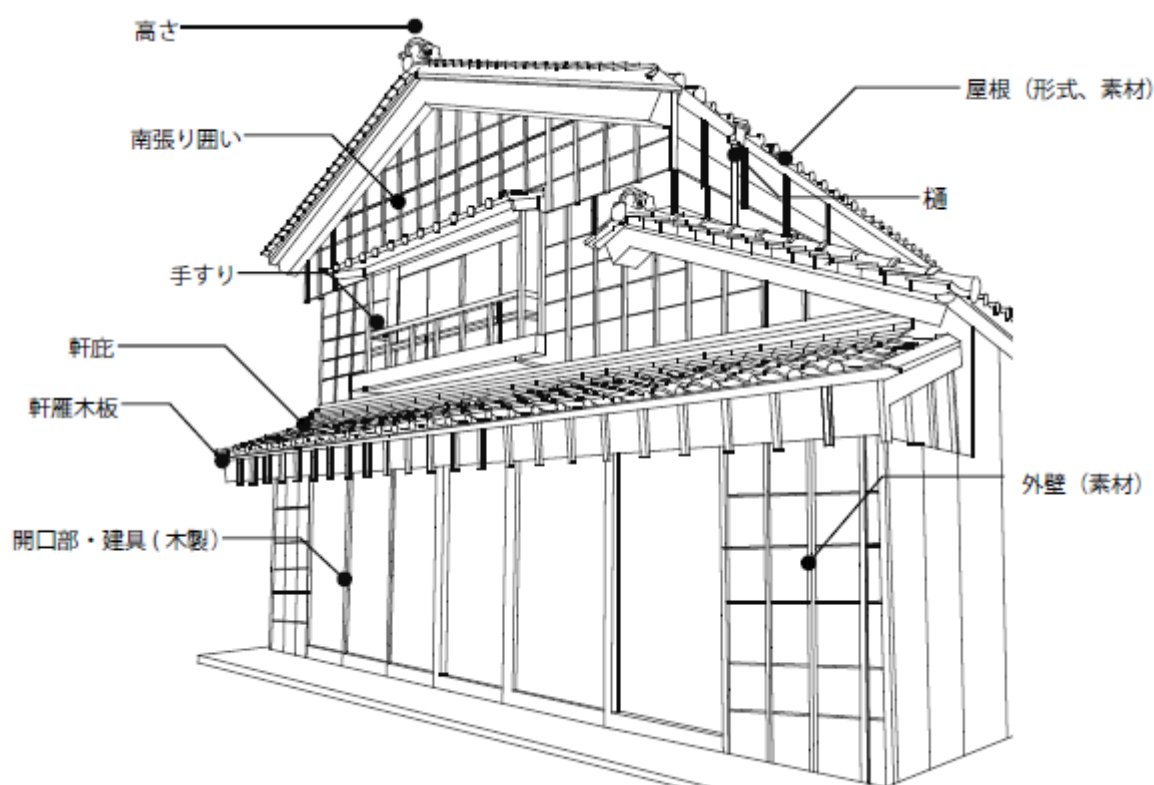 高さ
屋根（形式、素材）
南張り囲い
樋
手すり
軒庇
軒雁木板
外壁（素材）
開口部・建具(木製）